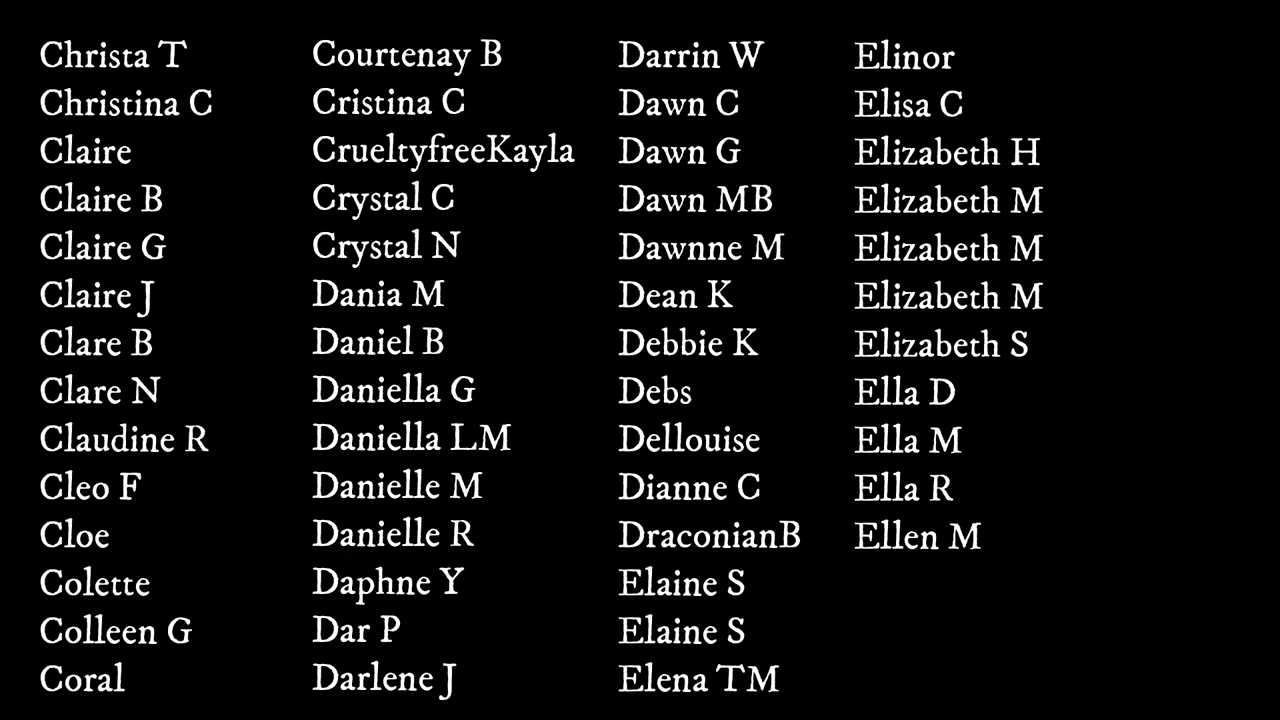 Christa T
Christina C
Claire
Claire B
Claire G
Claire J
Clare B
Clare N
Claudine R
Cleo F
Cloe
Colette
Colleen G
Coral
Courtenay B
Cristina C
CrueltyfreeKayla
Crystal C
Crystal N
Dania M
Daniel B
Daniella G
Daniella LM
Danielle M
Danielle R
Daphne Y
Dar P
Darlene J
Darrin W
Dawn C
Dawn G
Dawn MB
Dawnne M
Dean K
Debbie K
Debs
Dellouise
Dianne C
DraconianB
Elaine S
Elaine S
Elena TM
Elinor
Elisa C
Elizabeth H
Elizabeth M
Elizabeth M
Elizabeth M
Elizabeth S
Ella D
Ella M
Ella R
Ellen M